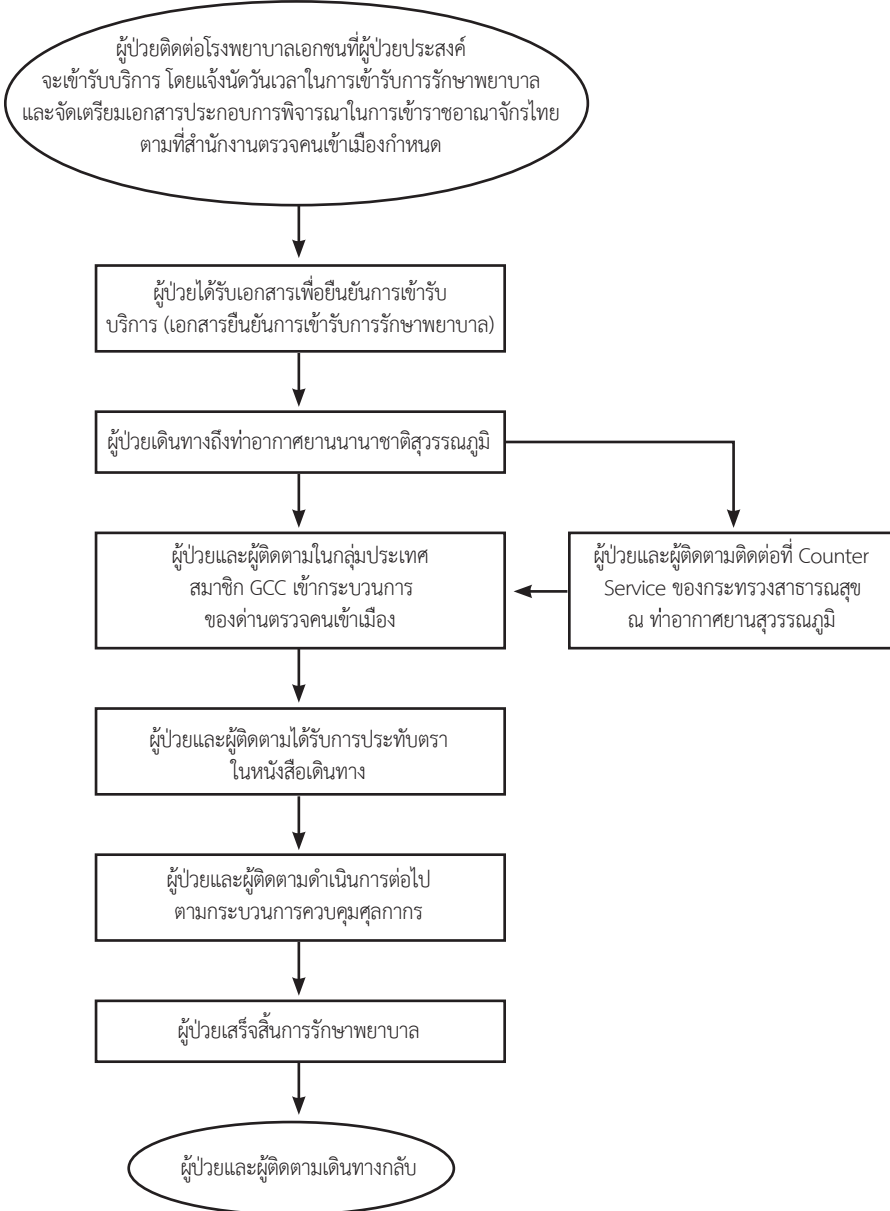 ผู้ป่วยติดต่อโรงพยาบาลเอกชนที่ผู้ป่วยประสงค์
จะเข้ารับบริการ โดยแจ้งนัดวันเวลาในการเข้ารับการรักษาพยาบาล
และจัดเตรียมเอกสารประกอบการพิจารณาในการเข้าราชอาณาจักรไทย
ตามที่สำนักงานตรวจคนเข้าเมืองกำหนด
ผู้ป่วยได้รับเอกสารเพื่อยืนยันการเข้ารับ
บริการ (เอกสารยืนยันการเข้ารับการรักษาพยาบาล)
ผู้ป่วยเดินทางถึงท่าอากาศยานนานาชาติสุวรรณภูมิ
ผู้ป่วยและผู้ติดตามในกลุ่มประเทศ
สมาชิก GCC เข้ากระบวนการ
ของด่านตรวจคนเข้าเมือง
ผู้ป่วยและผู้ติดตามติดต่อที่ Counter
Service ของกระทรวงสาธารณสุข
ณ ท่าอากาศยานสุวรรณภูมิ
ผู้ป่วยและผู้ติดตามได้รับการประทับตรา
ในหนังสือเดินทาง
ผู้ป่วยและผู้ติดตามดำเนินการต่อไป
ตามกระบวนการควบคุมศุลกากร
ผู้ป่วยเสร็จสิ้นการรักษาพยาบาล
ผู้ป่วยและผู้ติดตามเดินทางกลับ